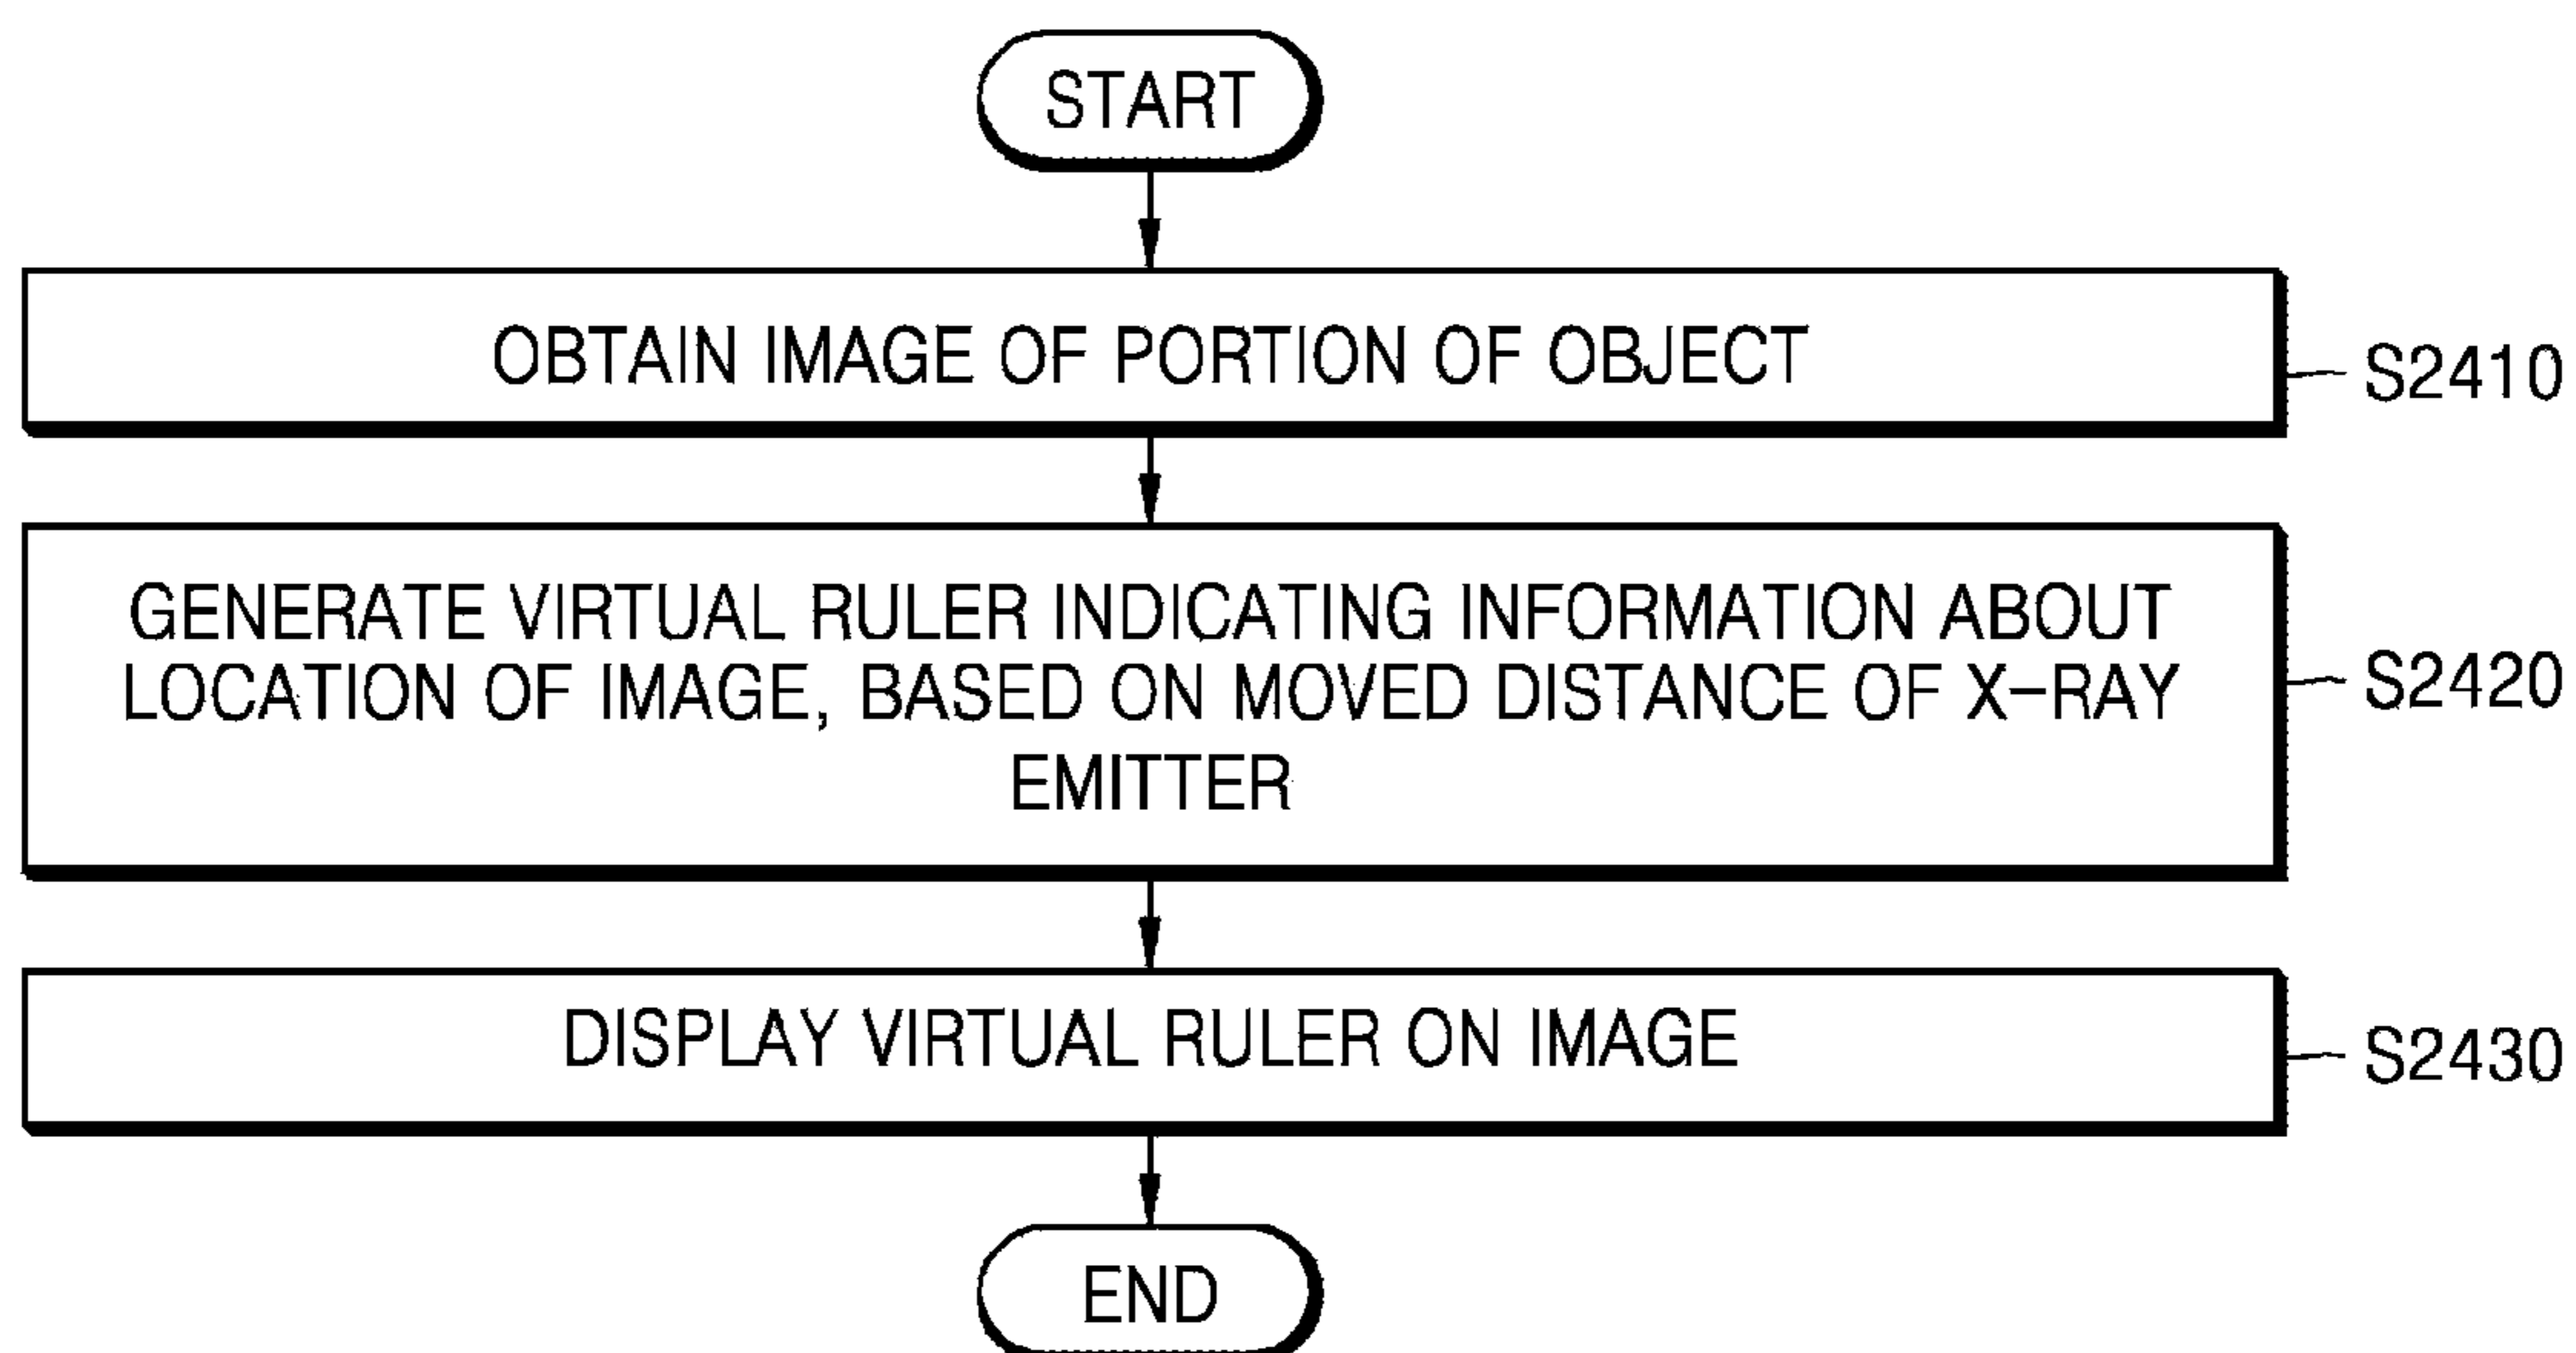 START
OBTAIN IMAGE OF PORTION OF OBJECT
S2410
GENERATE VIRTUAL RULER INDICATING INFORMATION ABOUT
LOCATION OF IMAGE, BASED ON MOVED DISTANCE OF X-RAY
EMITTER
S2420
DISPLAY VIRTUAL RULER ON IMAGE
S2430
END